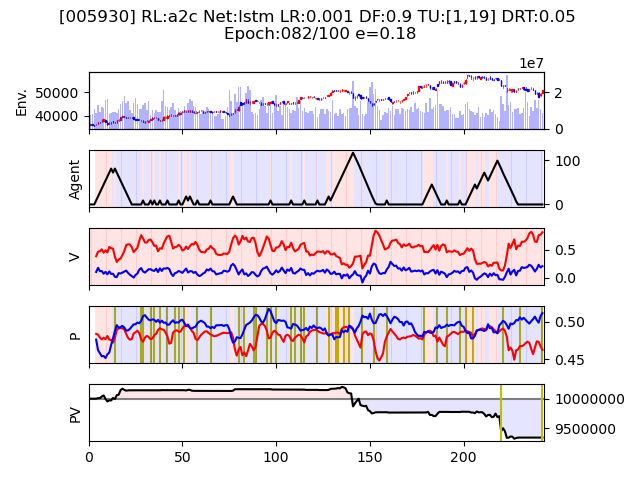 [005930] RL:a2c Net:lstm LR:0.001 DF:0.9 TU:[1,19] DRT:0.05
Epoch:082/100 e=0.18
1e7
Env.
50000
40000
2
0
Agent
100
0
V
0.5
0.0
P
0.50
0.45
PV
10000000
9500000
0 50 100 150 200